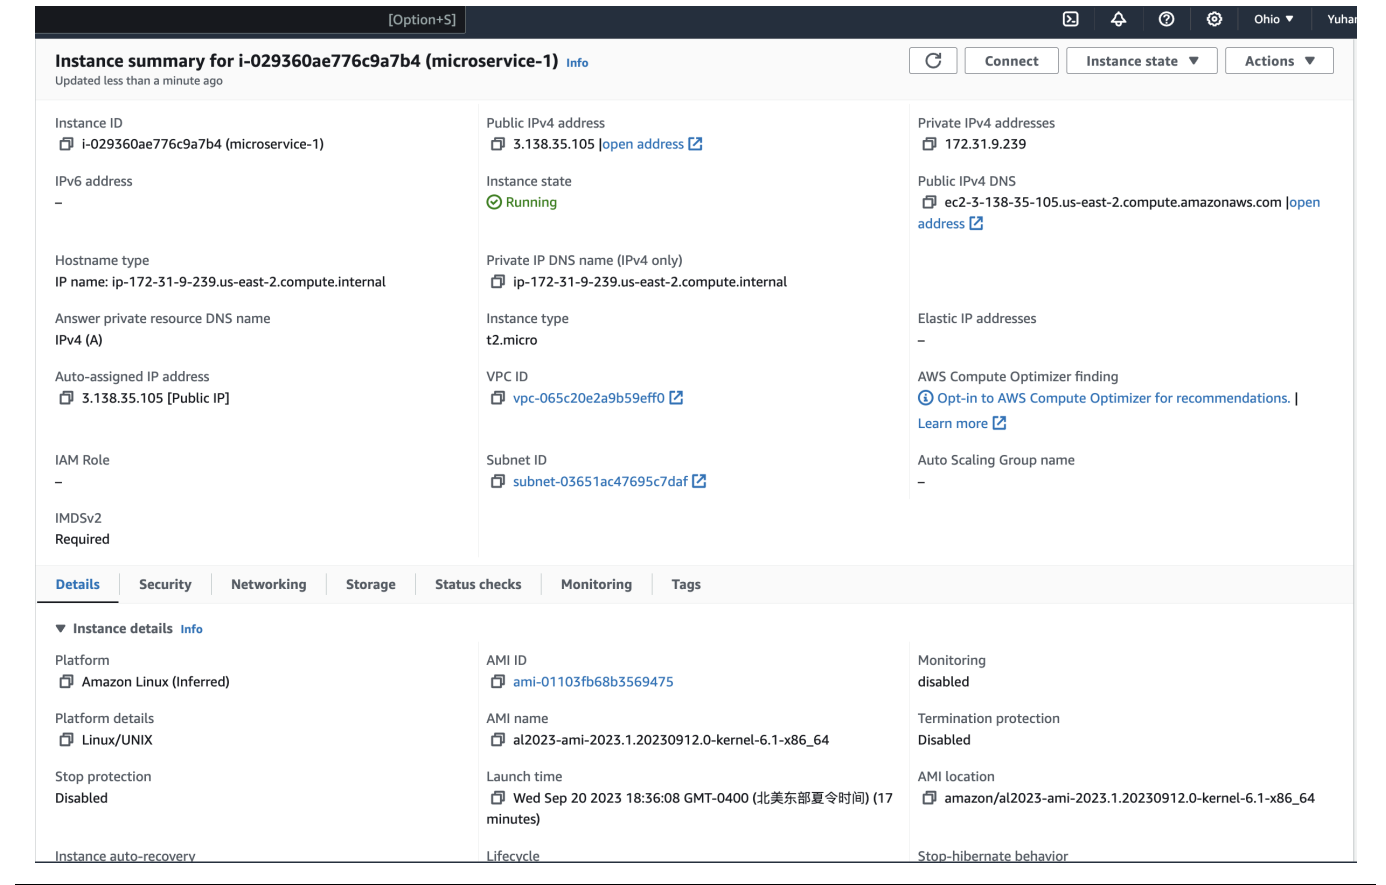 [Option+S]
Ohio ▼
Yuhan
Instance summary for i-029360ae776c9a7b4 (microservice-1) Info
Updated less than a minute ago
Connect
Instance state ▼
Actions ▼
Instance ID
i-029360ae776c9a7b4 (microservice-1)
Public IPv4 address
3.138.35.105 |open address
Private IPv4 addresses
172.31.9.239
IPv6 address
–
Instance state
Running
Public IPv4 DNS
ec2-3-138-35-105.us-east-2.compute.amazonaws.com |open
address
Hostname type
IP name: ip-172-31-9-239.us-east-2.compute.internal
Private IP DNS name (IPv4 only)
ip-172-31-9-239.us-east-2.compute.internal
Answer private resource DNS name
IPv4 (A)
Instance type
t2.micro
Elastic IP addresses
–
Auto-assigned IP address
3.138.35.105 [Public IP]
VPC ID
vpc-065c20e2a9b59eff0
AWS Compute Optimizer finding
Opt-in to AWS Compute Optimizer for recommendations. |
Learn more
IAM Role
–
Subnet ID
subnet-03651ac47695c7daf
Auto Scaling Group name
–
IMDSv2
Required
Details
Security
Networking
Storage
Status checks
Monitoring
Tags
▼ Instance details Info
Platform
Amazon Linux (Inferred)
AMI ID
ami-01103fb68b3569475
Monitoring
disabled
Platform details
Linux/UNIX
AMI name
al2023-ami-2023.1.20230912.0-kernel-6.1-x86_64
Termination protection
Disabled
Stop protection
Disabled
Launch time
Wed Sep 20 2023 18:36:08 GMT-0400 (北美东部夏令时间) (17
minutes)
AMI location
amazon/al2023-ami-2023.1.20230912.0-kernel-6.1-x86_64
Instance auto-recovery
Lifecycle
Stop-hibernate behavior